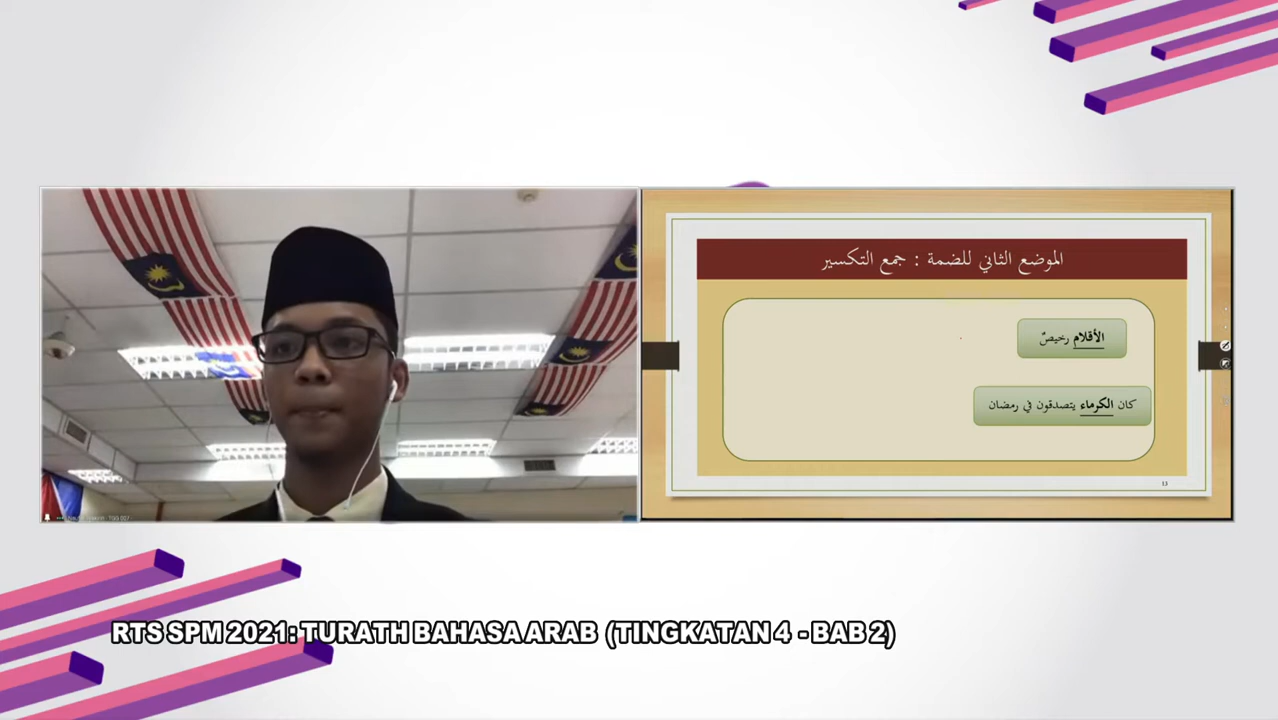 الموضع الثاني للضمة : جمع التكسير
الأقلام رخيصٌ
كان الكرماء يتصدقون في رمضان
13
RTS SPM 2021: TURATH BAHASA ARAB (TINGKATAN 4 - BAB 2)